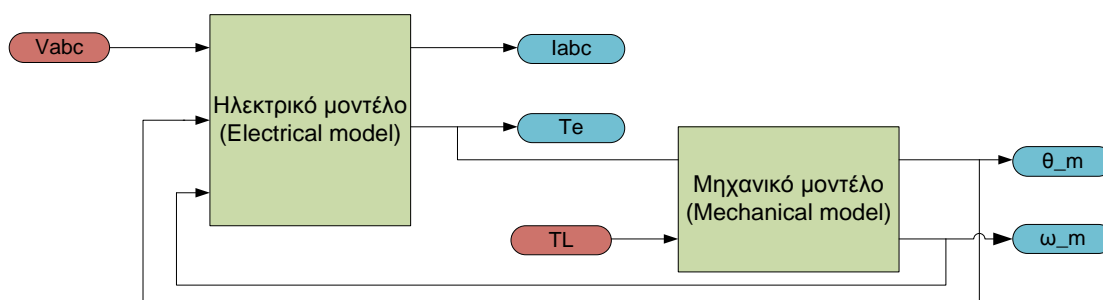 Vabc
Ηλεκτρικό μοντέλο
(Electrical model)
Iabc
Te
Μηχανικό μοντέλο
(Mechanical model)
TL
θ_m
ω_m